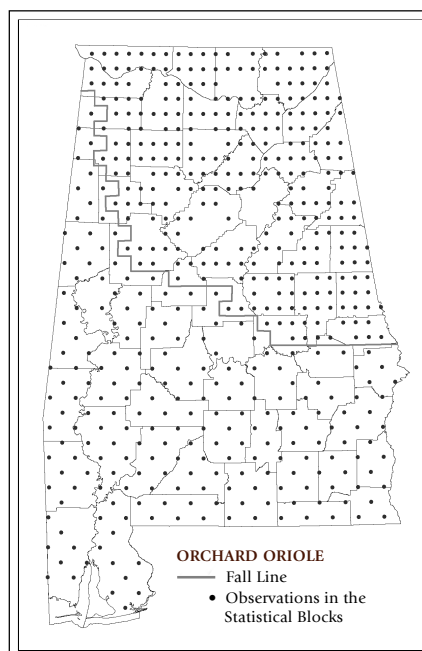 ORCHARD ORIOLE
Fall Line
Observations in the
Statistical Blocks